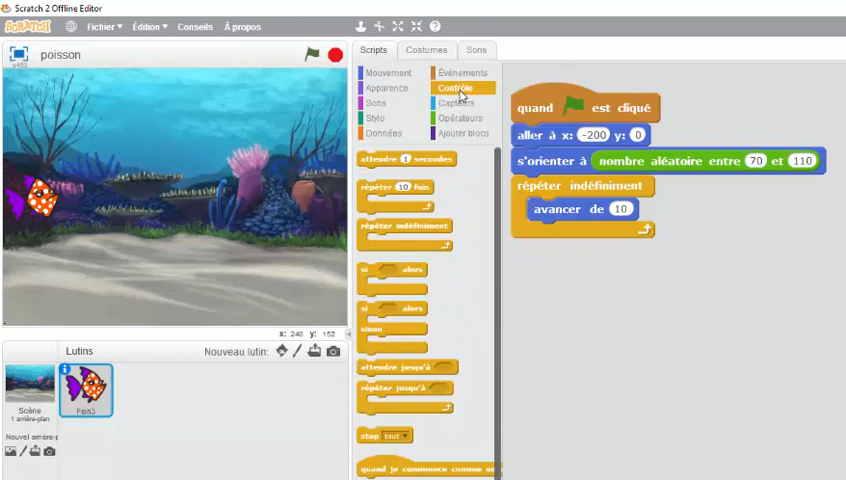 Scratch 2 Offline Editor
SCRATCH Fichier Édition Conseils À propos
poisson
Scripts Costumes Sons
Mouvement Événements
Apparence Contrôle
Sons Capteurs
Stylo Opérateurs
Données Ajouter blocs
attendre 1 secondes
répéter 10 fois
répéter indéfiniment
si alors
si alors
sinon
attendre jusqu'à
répéter jusqu'à
stop tout
quand je commence comme un
quand est cliqué
aller à x: -200 y: 0
s'orienter à nombre aléatoire entre 70 et 110
répéter indéfiniment
avancer de 10
x: 240 y: 152
Lutins Nouveau lutin:
Scène
1 arrière-plan
Nouvel arrière-p
Fish3